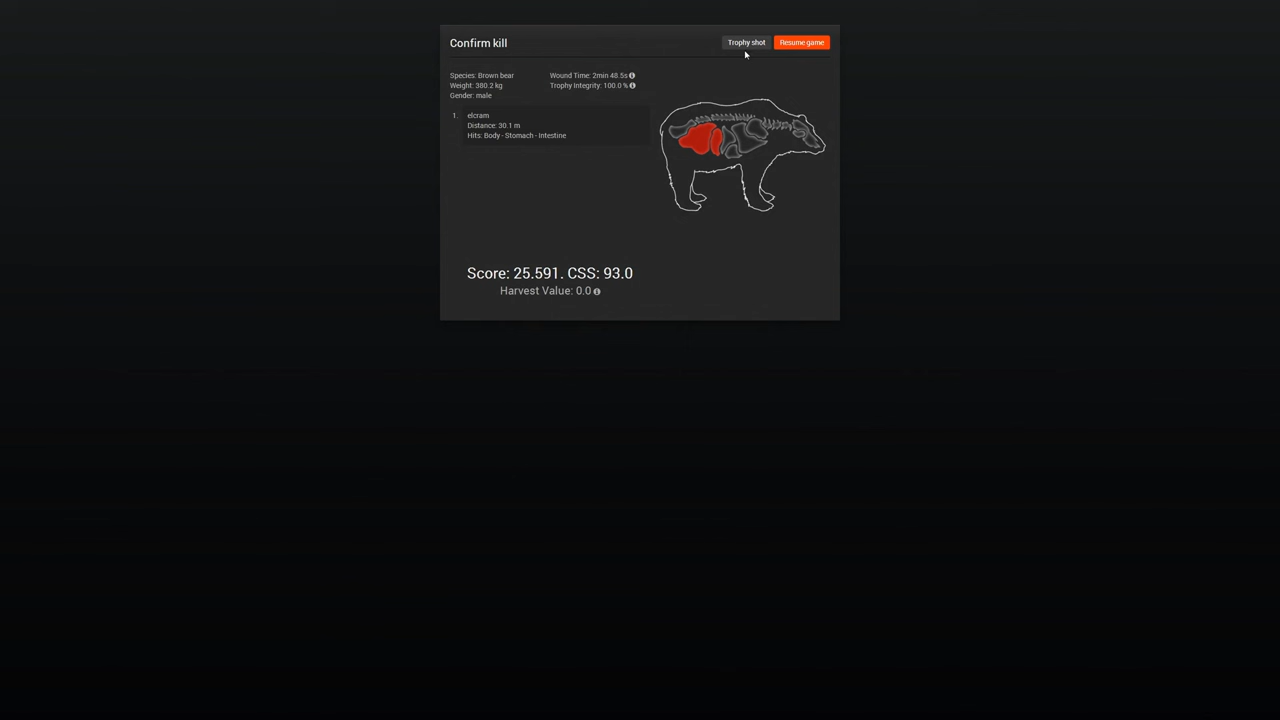 Confirm kill
Trophy shot
Resume game
Species: Brown bear
Weight: 380.2 kg
Gender: male
Wound Time: 2min 48.5s
Trophy Integrity: 100.0 %
1. elcram
Distance: 30.1 m
Hits: Body - Stomach - Intestine
Score: 25.591. CSS: 93.0
Harvest Value: 0.0